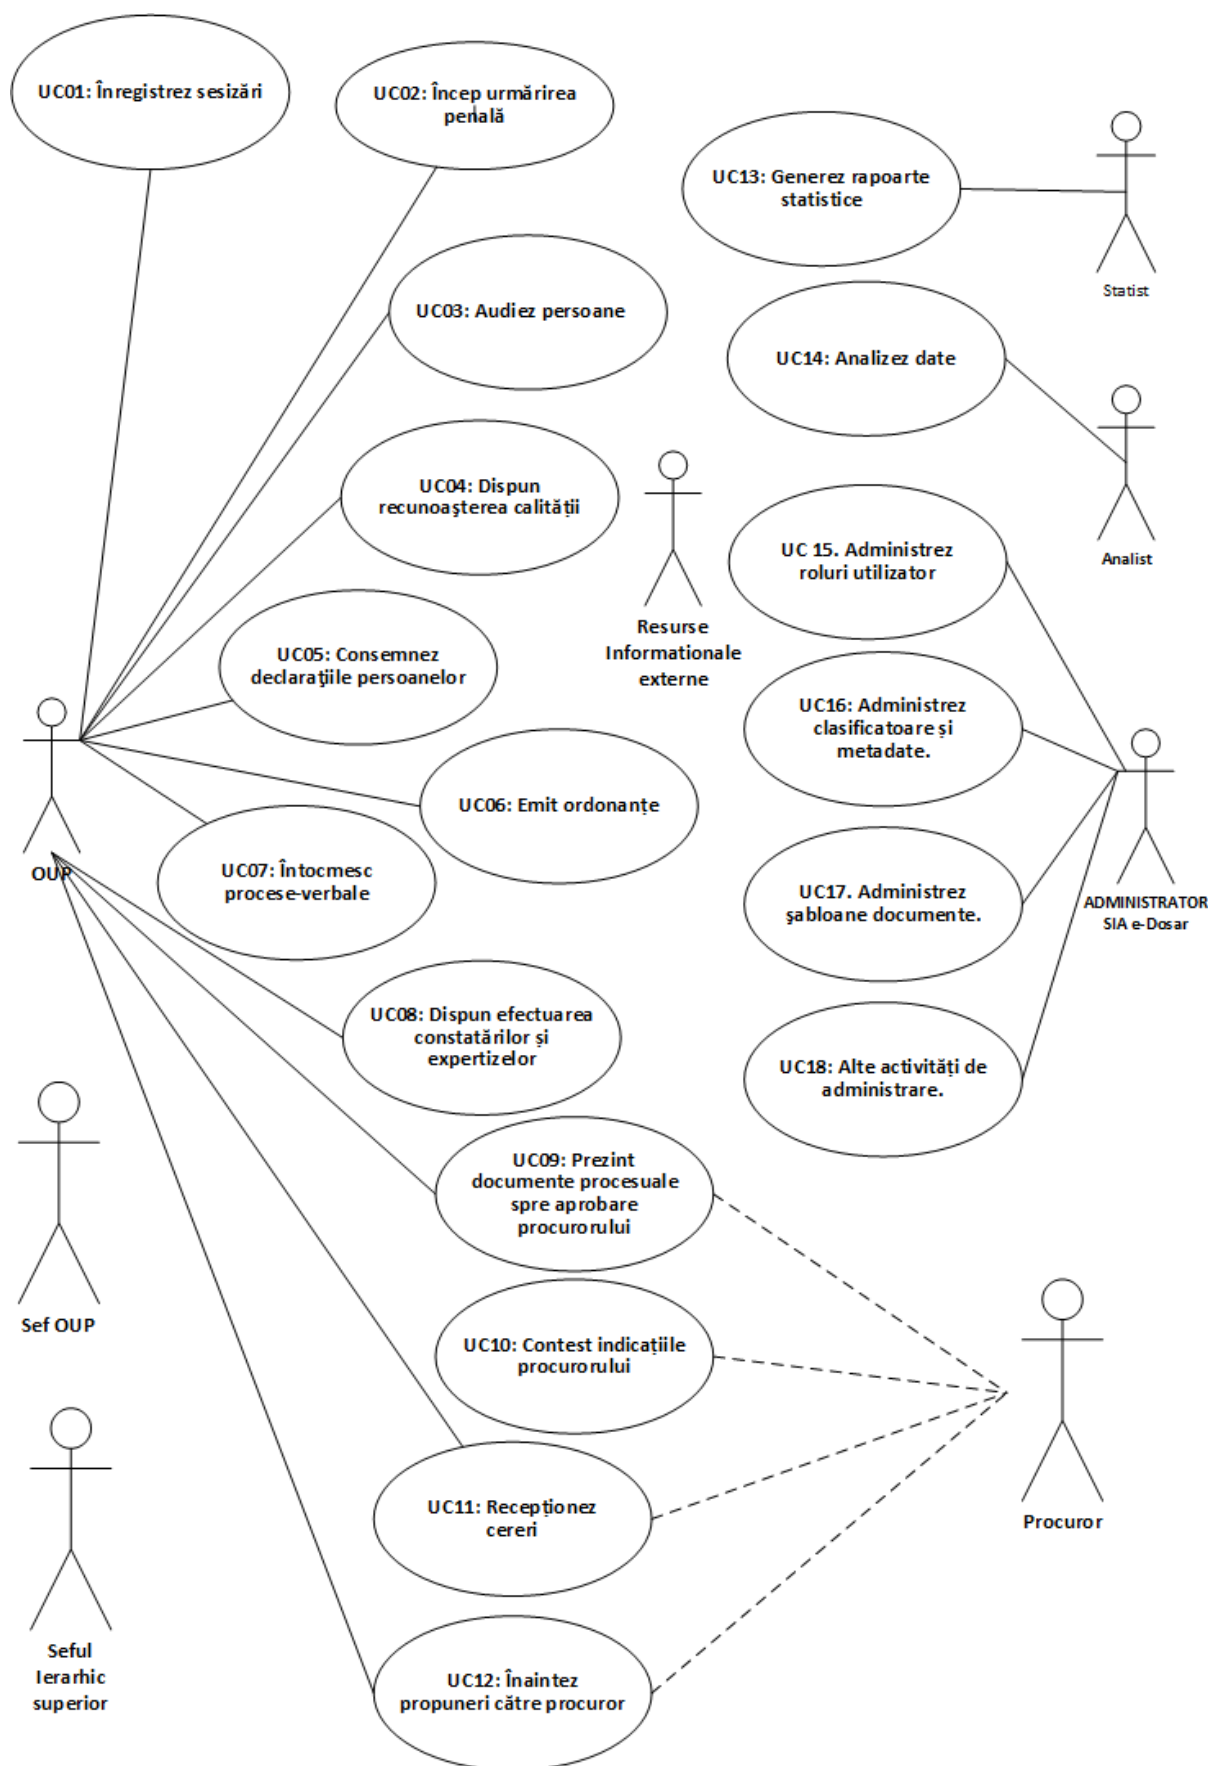 UC01: Înregistrez sesizări
UC02: Încep urmărirea
penală
UC13: Generez rapoarte
statistice
Statist
UC03: Audiez persoane
UC14: Analizez date
Analist
UC04: Dispun
recunoaşterea calității
Resurse
Informationale
externe
UC 15. Administrez
roluri utilizator
UC05: Consemnez
declaraţiile persoanelor
UC16: Administrez
clasificatoare și
metadate.
OUP
UC06: Emit ordonanțe
UC07: Întocmesc
procese-verbale
UC17. Administrez
şabloane documente.
ADMINISTRATOR
SIA e-Dosar
UC08: Dispun efectuarea
constatărilor și
expertizelor
UC18: Alte activități de
administrare.
UC09: Prezint
documente procesuale
spre aprobare
procurorului
Sef OUP
UC10: Contest indicațiile
procurorului
Procuror
UC11: Recepționez
cereri
Seful
Ierarhic
superior
UC12: Înaintez
propuneri către procuror